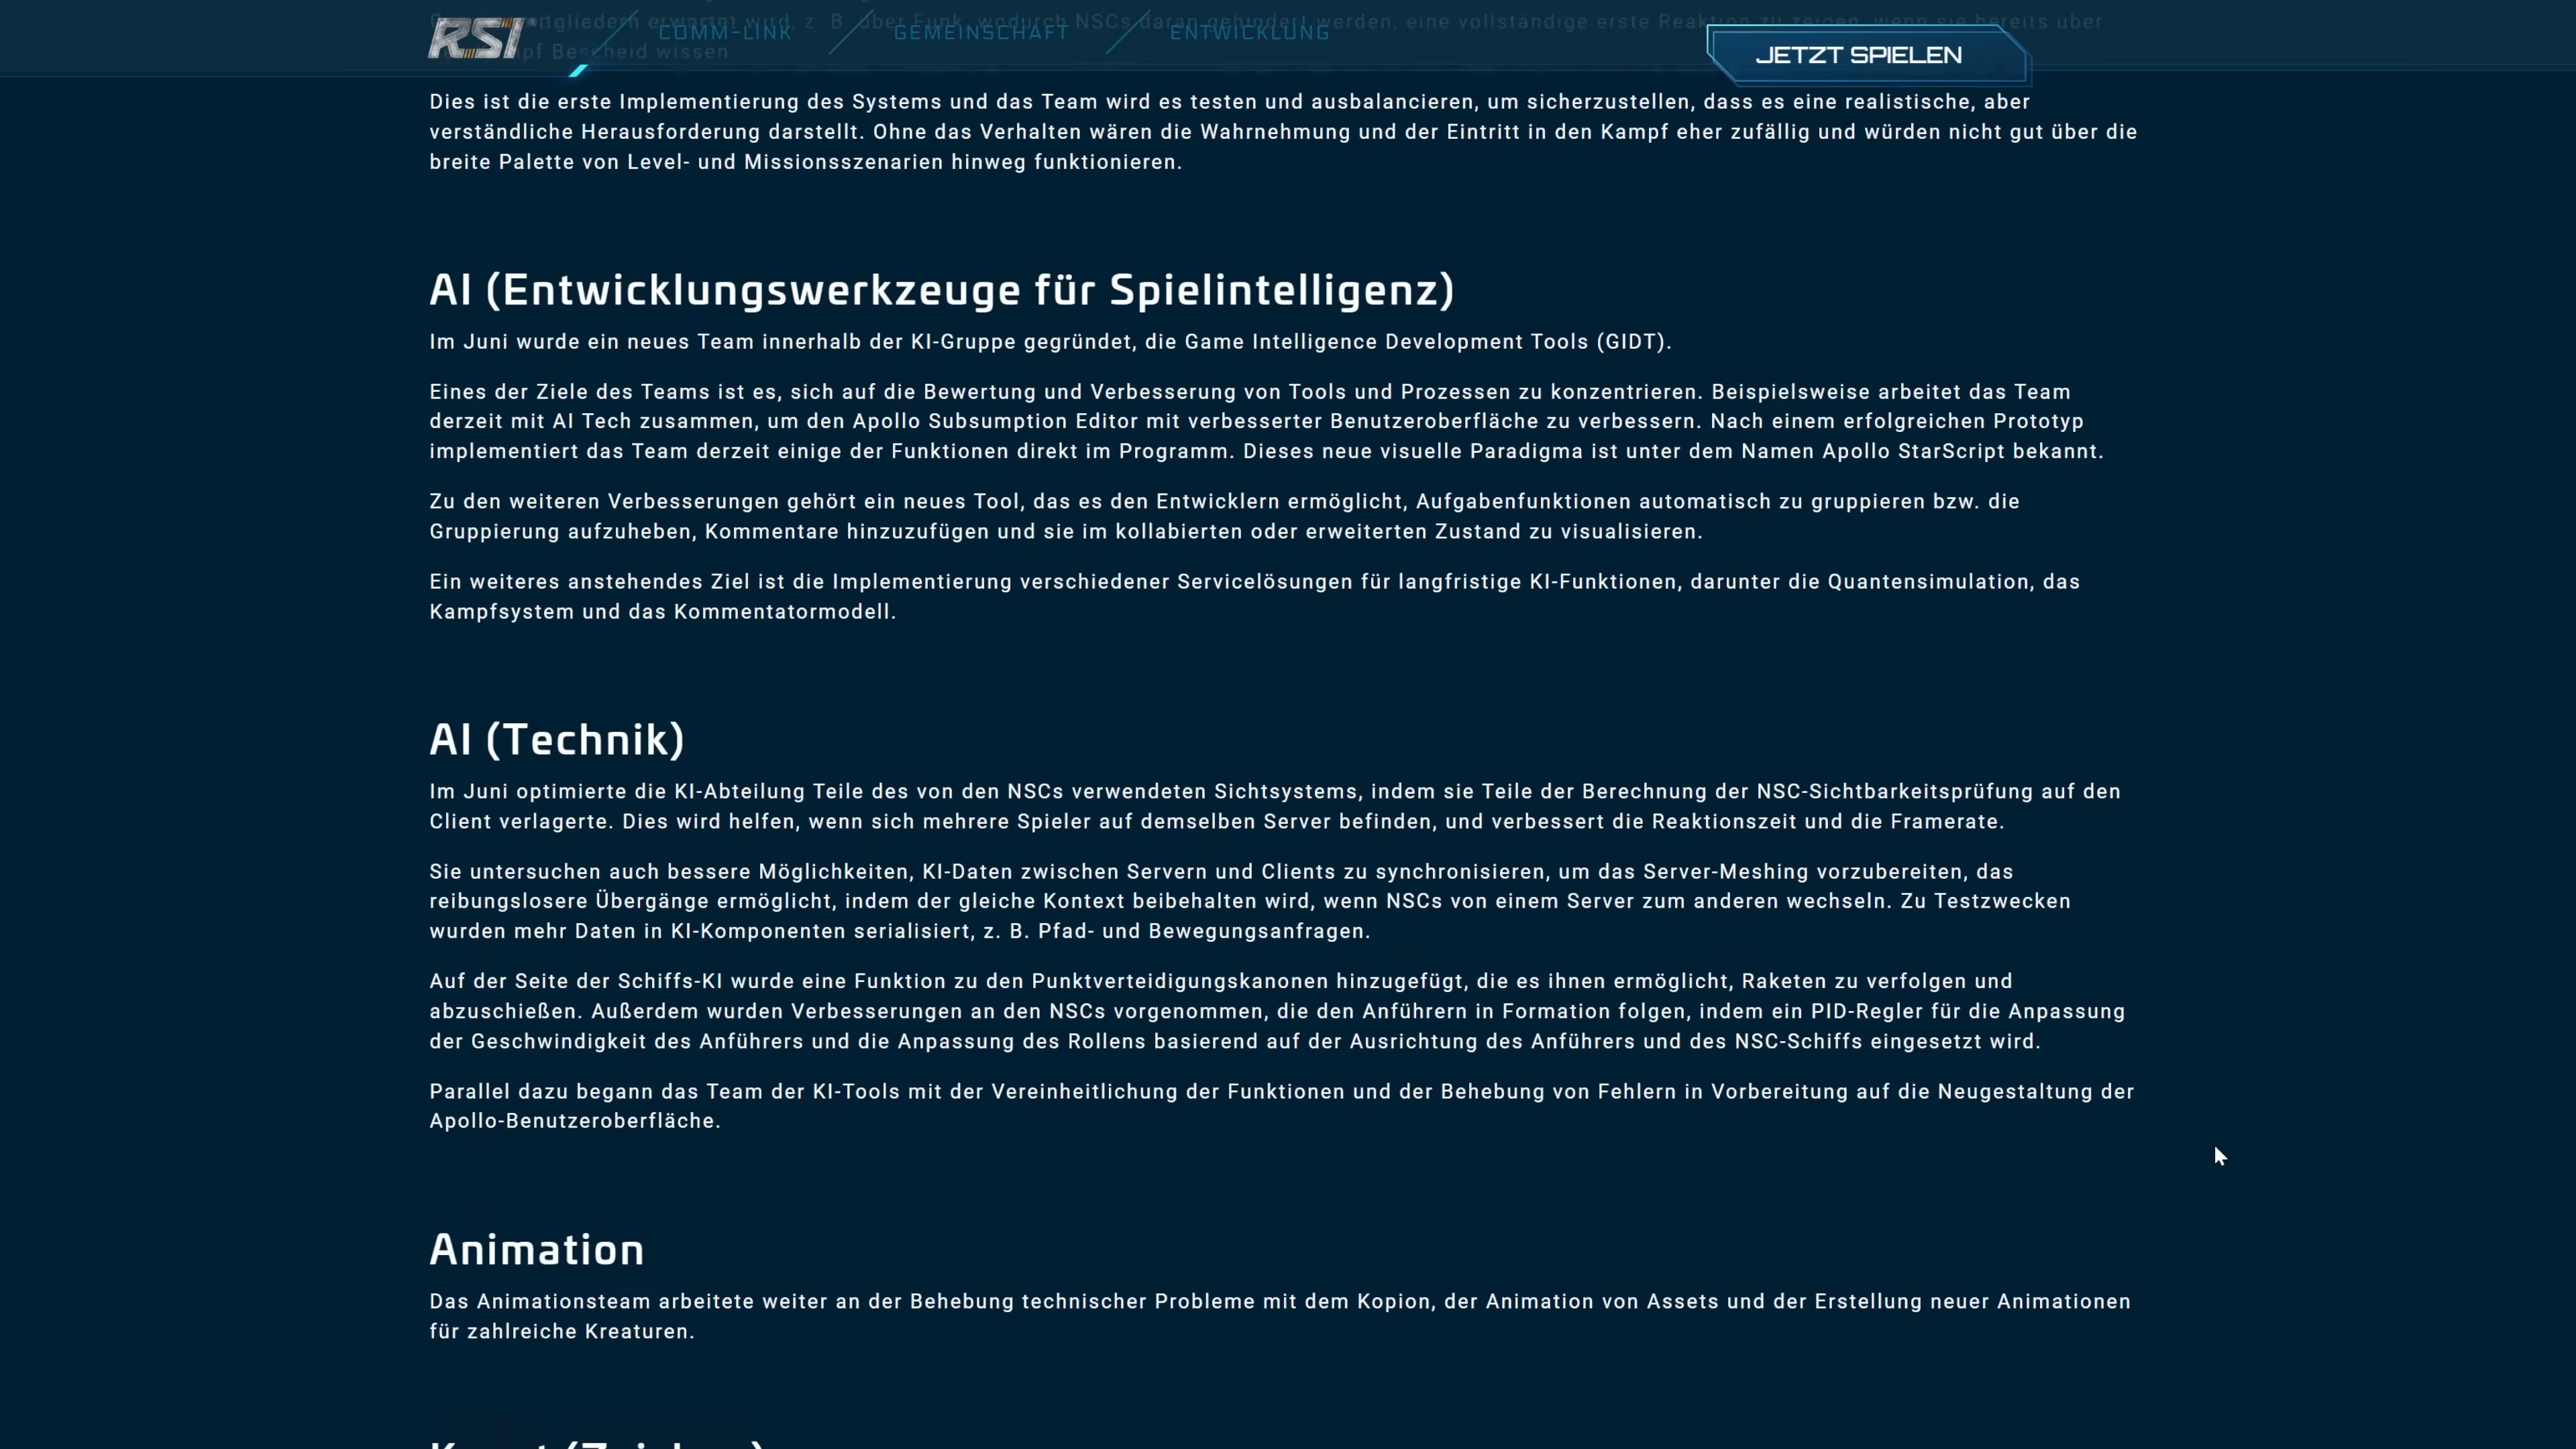 RSI
COMM-LINK
GEMEINSCHAFT
ENTWICKLUNG
JETZT SPIELEN
erwartet wird, z. B. über Funk, wodurch NSCs daran gehindert werden, eine vollständige erste Reaktion zu zeigen, wenn sie bereits über
Bescheid wissen.
Dies ist die erste Implementierung des Systems und das Team wird es testen und ausbalancieren, um sicherzustellen, dass es eine realistische, aber
verständliche Herausforderung darstellt. Ohne das Verhalten wären die Wahrnehmung und der Eintritt in den Kampf eher zufällig und würden nicht gut über die
breite Palette von Level- und Missionsszenarien hinweg funktionieren.
AI (Entwicklungswerkzeuge für Spielintelligenz)
Im Juni wurde ein neues Team innerhalb der KI-Gruppe gegründet, die Game Intelligence Development Tools (GIDT).
Eines der Ziele des Teams ist es, sich auf die Bewertung und Verbesserung von Tools und Prozessen zu konzentrieren. Beispielsweise arbeitet das Team
derzeit mit AI Tech zusammen, um den Apollo Subsumption Editor mit verbesserter Benutzeroberfläche zu verbessern. Nach einem erfolgreichen Prototyp
implementiert das Team derzeit einige der Funktionen direkt im Programm. Dieses neue visuelle Paradigma ist unter dem Namen Apollo StarScript bekannt.
Zu den weiteren Verbesserungen gehört ein neues Tool, das es den Entwicklern ermöglicht, Aufgabenfunktionen automatisch zu gruppieren bzw. die
Gruppierung aufzuheben, Kommentare hinzuzufügen und sie im kollabierten oder erweiterten Zustand zu visualisieren.
Ein weiteres anstehendes Ziel ist die Implementierung verschiedener Servicelösungen für langfristige KI-Funktionen, darunter die Quantensimulation, das
Kampfsystem und das Kommentatormodell.
AI (Technik)
Im Juni optimierte die KI-Abteilung Teile des von den NSCs verwendeten Sichtsystems, indem sie Teile der Berechnung der NSC-Sichtbarkeitsprüfung auf den
Client verlagerte. Dies wird helfen, wenn sich mehrere Spieler auf demselben Server befinden, und verbessert die Reaktionszeit und die Framerate.
Sie untersuchen auch bessere Möglichkeiten, KI-Daten zwischen Servern und Clients zu synchronisieren, um das Server-Meshing vorzubereiten, das
reibungslosere Übergänge ermöglicht, indem der gleiche Kontext beibehalten wird, wenn NSCs von einem Server zum anderen wechseln. Zu Testzwecken
wurden mehr Daten in KI-Komponenten serialisiert, z. B. Pfad- und Bewegungsanfragen.
Auf der Seite der Schiffs-KI wurde eine Funktion zu den Punktverteidigungskanonen hinzugefügt, die es ihnen ermöglicht, Raketen zu verfolgen und
abzuschießen. Außerdem wurden Verbesserungen an den NSCs vorgenommen, die den Anführern in Formation folgen, indem ein PID-Regler für die Anpassung
der Geschwindigkeit des Anführers und die Anpassung des Rollens basierend auf der Ausrichtung des Anführers und des NSC-Schiffs eingesetzt wird.
Parallel dazu begann das Team der KI-Tools mit der Vereinheitlichung der Funktionen und der Behebung von Fehlern in Vorbereitung auf die Neugestaltung der
Apollo-Benutzeroberfläche.
Animation
Das Animationsteam arbeitete weiter an der Behebung technischer Probleme mit dem Kopion, der Animation von Assets und der Erstellung neuer Animationen
für zahlreiche Kreaturen.